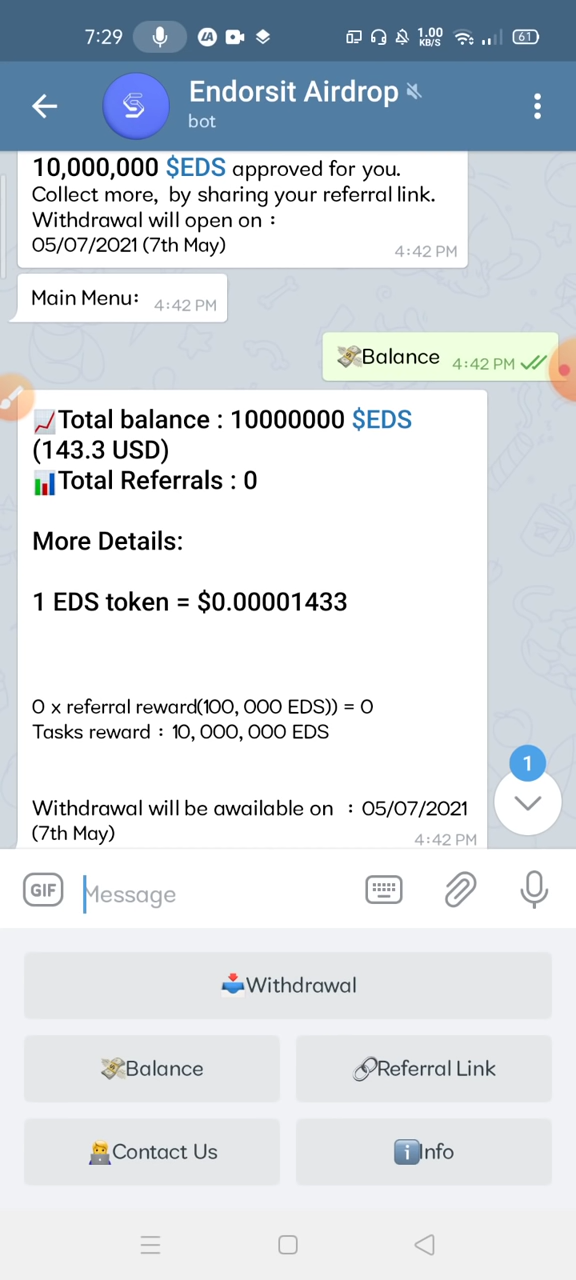 7:29
LA
1.00
KB/S
61
Endorsit Airdrop
bot
10,000,000 $EDS approved for you.
Collect more, by sharing your referral link.
Withdrawal will open on :
05/07/2021 (7th May)
4:42 PM
Main Menu:
4:42 PM
💸Balance
4:42 PM
📈Total balance : 10000000 $EDS
(143.3 USD)
📊Total Referrals : 0
More Details:
1 EDS token = $0.00001433
0 x referral reward(100, 000 EDS)) = 0
Tasks reward : 10, 000, 000 EDS
1
Withdrawal will be awailable on : 05/07/2021
(7th May)
4:42 PM
GIF
Message
📥Withdrawal
💸Balance
🔗Referral Link
👨‍💻Contact Us
ℹ️Info